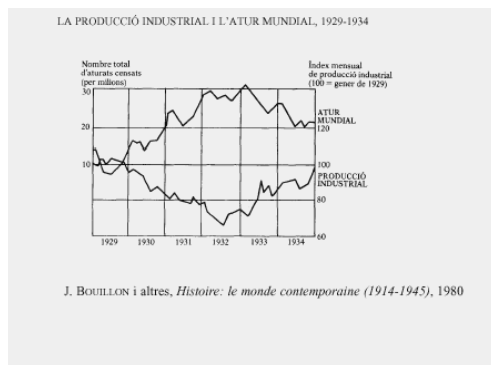 LA PRODUCCIÓ INDUSTRIAL I L'ATUR MUNDIAL, 1929-1934
Nombre total
d'aturats censats
(per milions)
Índex mensual
de producció industrial
(100 = gener de 1929)
30
20
10
ATUR
MUNDIAL
120
100
PRODUCCIÓ
INDUSTRIAL
80
60
1929 1930 1931 1932 1933 1934
J. BOUILLON i altres, Histoire: le monde contemporaine (1914-1945), 1980